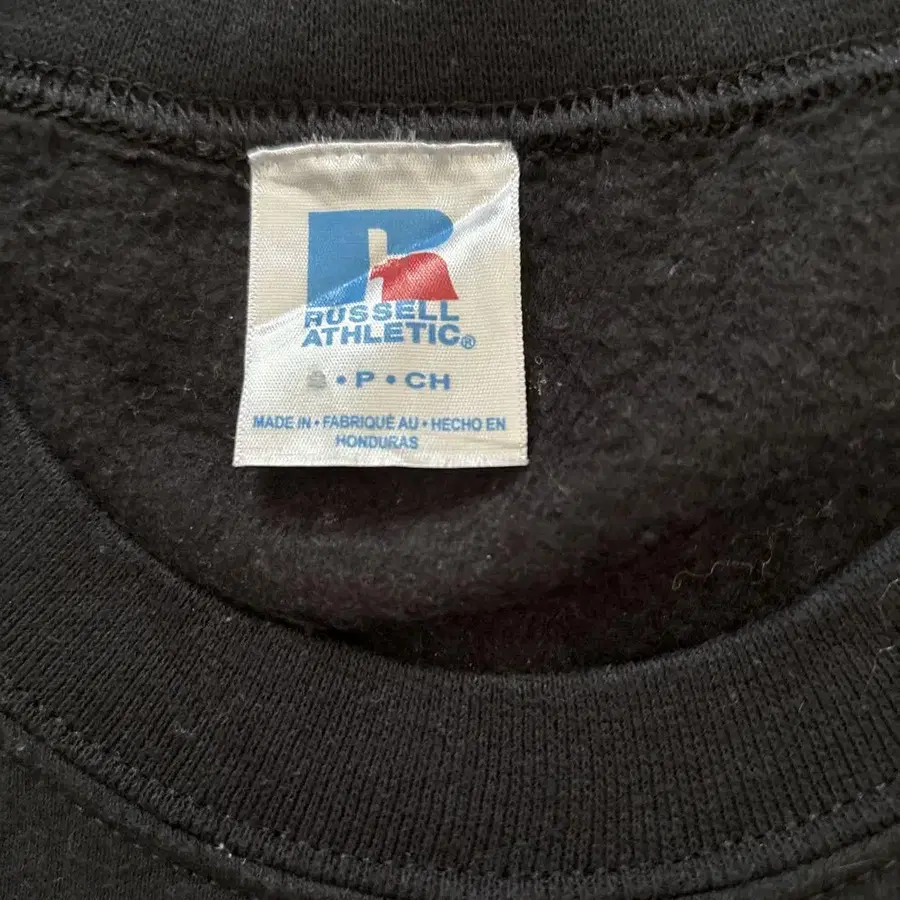 RUSSELL
ATHLETIC®
S • P • CH
MADE IN • FABRIQUÉ AU • HECHO EN
HONDURAS